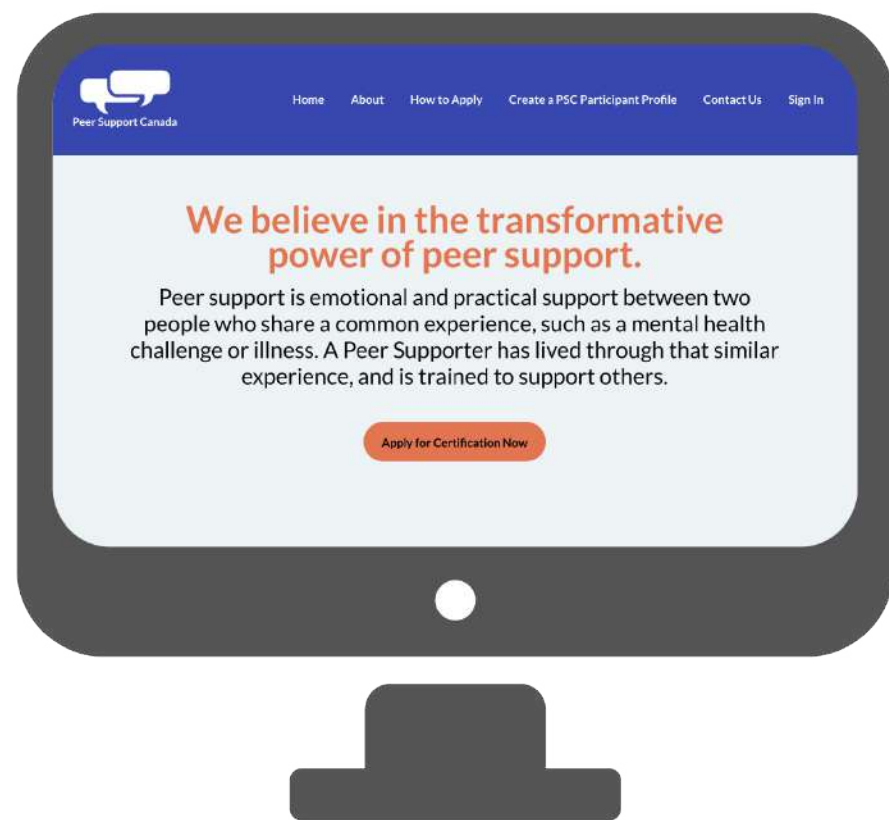 Peer Support Canada
Home About How to Apply Create a PSC Participant Profile Contact Us Sign In
We believe in the transformative
power of peer support.
Peer support is emotional and practical support between two
people who share a common experience, such as a mental health
challenge or illness. A Peer Supporter has lived through that similar
experience, and is trained to support others.
Apply for Certification Now